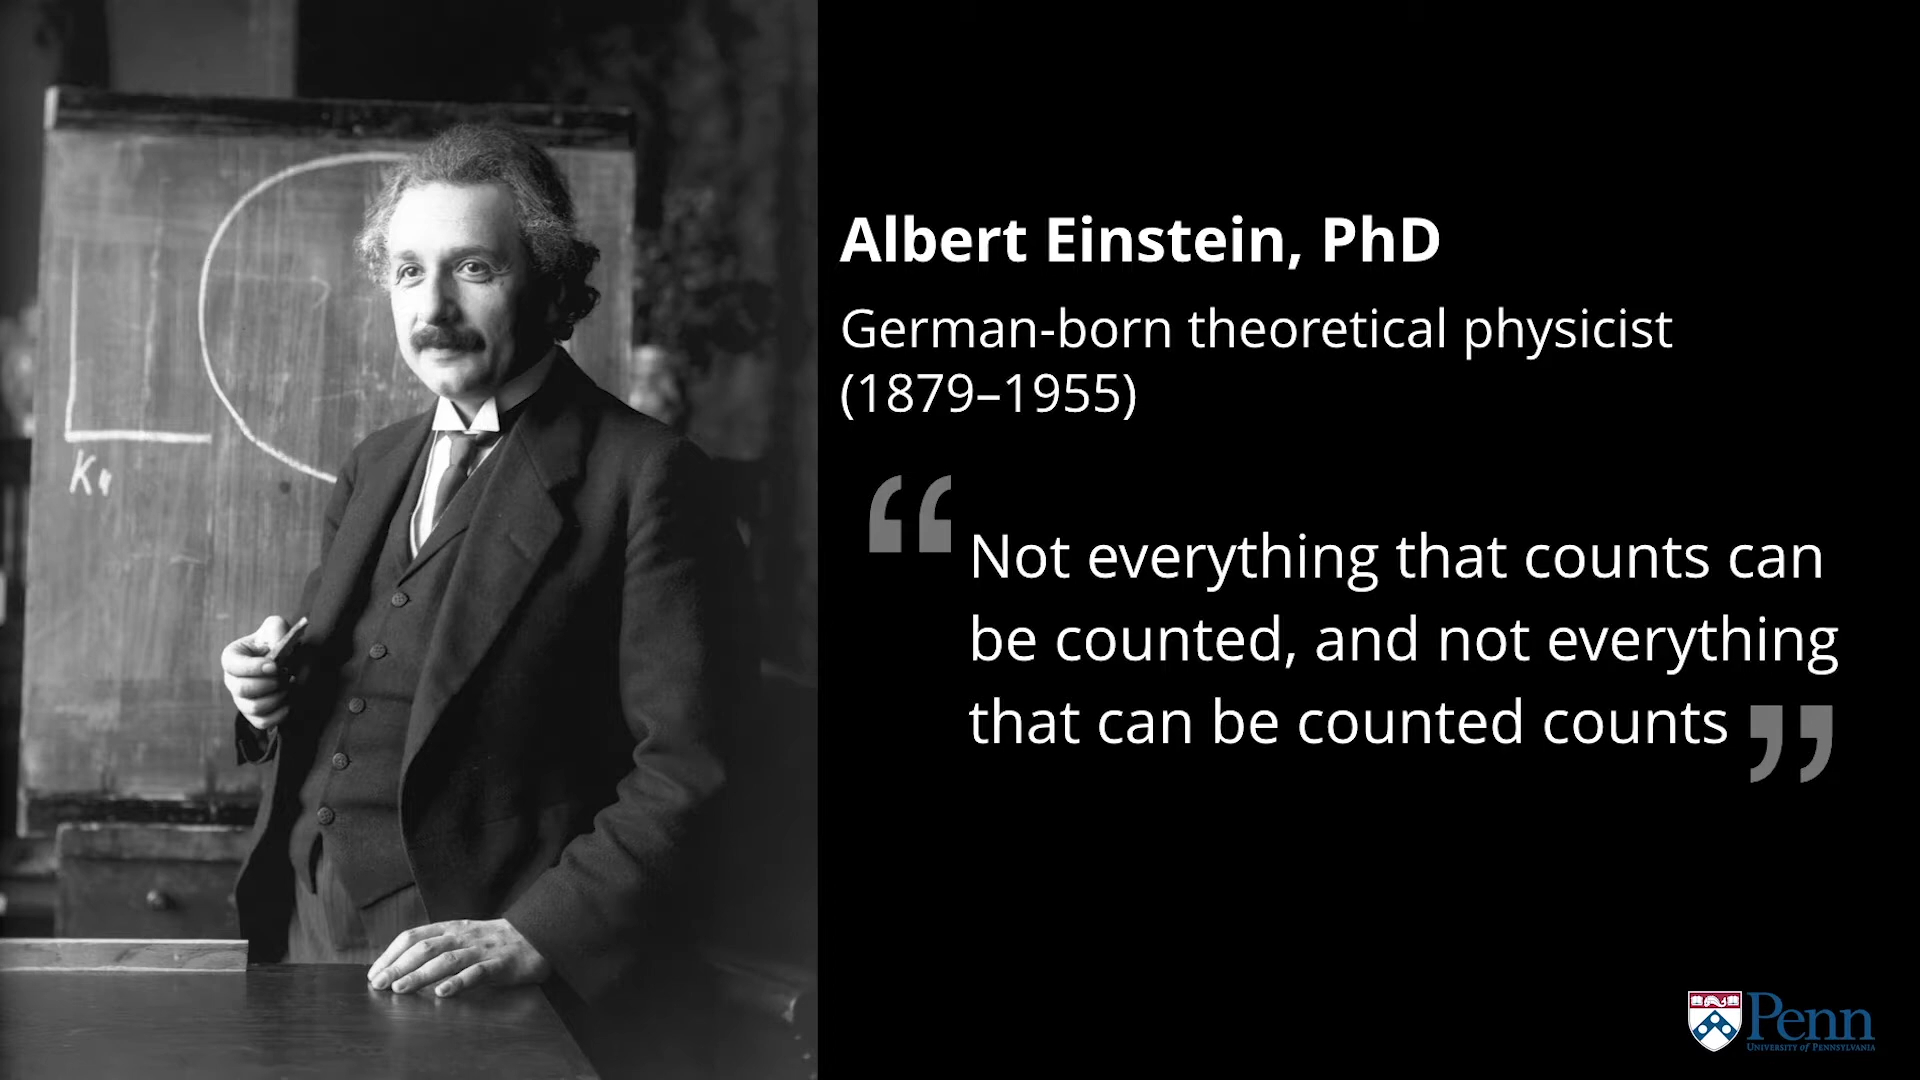 K
Albert Einstein, PhD
German-born theoretical physicist
(1879–1955)
“
Not everything that counts can
be counted, and not everything
that can be counted counts ”
Penn
UNIVERSITY of PENNSYLVANIA